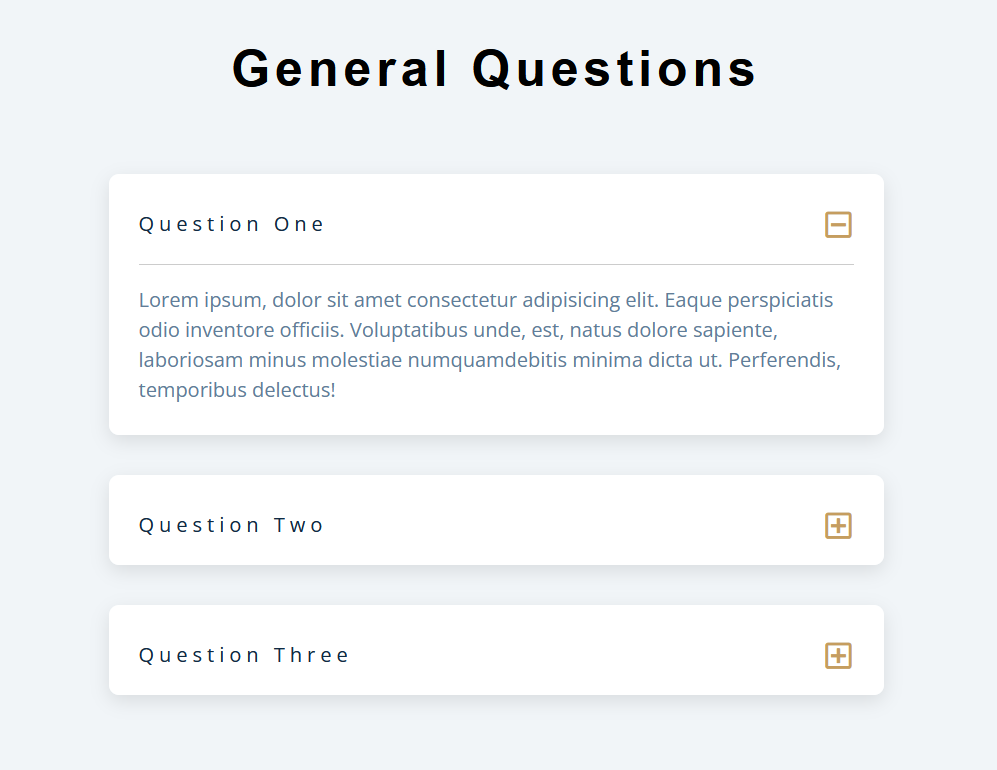 General Questions
Question One
Lorem ipsum, dolor sit amet consectetur adipisicing elit. Eaque perspiciatis
odio inventore officiis. Voluptatibus unde, est, natus dolore sapiente,
laboriosam minus molestiae numquamdebitis minima dicta ut. Perferendis,
temporibus delectus!
Question Two
Question Three